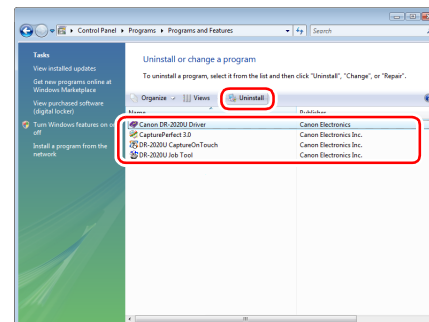 Control Panel ▸ Programs ▸ Programs and Features
Search
Tasks
View installed updates
Get new programs online at
Windows Marketplace
View purchased software
(digital locker)
Turn Windows features on or
off
Install a program from the
network
Uninstall or change a program
To uninstall a program, select it from the list and then click "Uninstall", "Change", or "Repair".
Organize
Views
Uninstall
Name
Publisher
Canon DR-2020U Driver
Canon Electronics
CapturePerfect 3.0
Canon Electronics Inc.
DR-2020U CaptureOnTouch
Canon Electronics Inc.
DR-2020U Job Tool
Canon Electronics Inc.